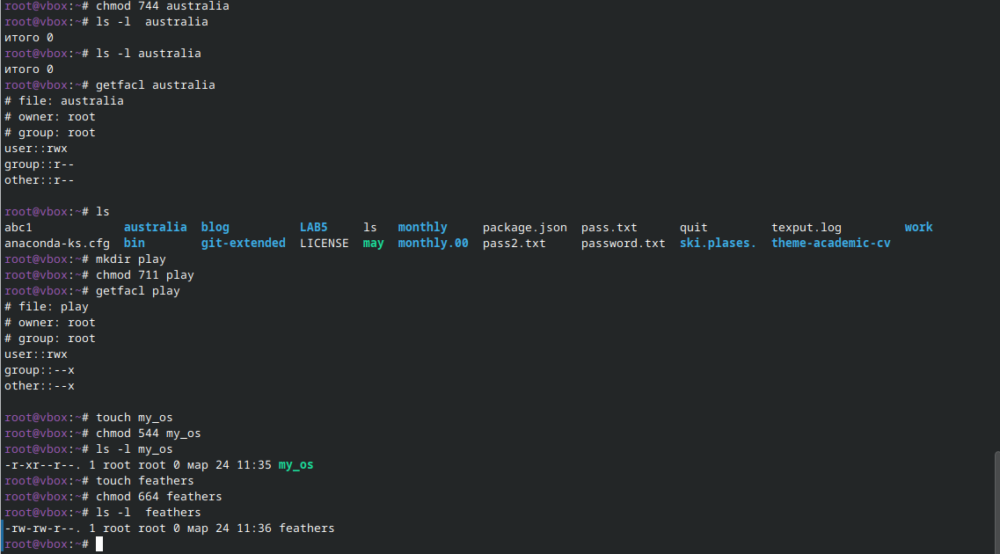 root@vbox:~# chmod 744 australia
root@vbox:~# ls -l  australia
итого 0
root@vbox:~# ls -l australia
итого 0
root@vbox:~# getfacl australia
# file: australia
# owner: root
# group: root
user::rwx
group::r--
other::r--

root@vbox:~# ls
abc1             australia  blog          LAB5     ls   monthly     package.json  pass.txt      quit         texput.log         work
anaconda-ks.cfg  bin        git-extended  LICENSE  may  monthly.00  pass2.txt     password.txt  ski.plases.  theme-academic-cv
root@vbox:~# mkdir play
root@vbox:~# chmod 711 play
root@vbox:~# getfacl play
# file: play
# owner: root
# group: root
user::rwx
group::--x
other::--x

root@vbox:~# touch my_os
root@vbox:~# chmod 544 my_os
root@vbox:~# ls -l my_os
-r-xr--r--. 1 root root 0 мар 24 11:35 my_os
root@vbox:~# touch feathers
root@vbox:~# chmod 664 feathers
root@vbox:~# ls -l  feathers
-rw-rw-r--. 1 root root 0 мар 24 11:36 feathers
root@vbox:~#